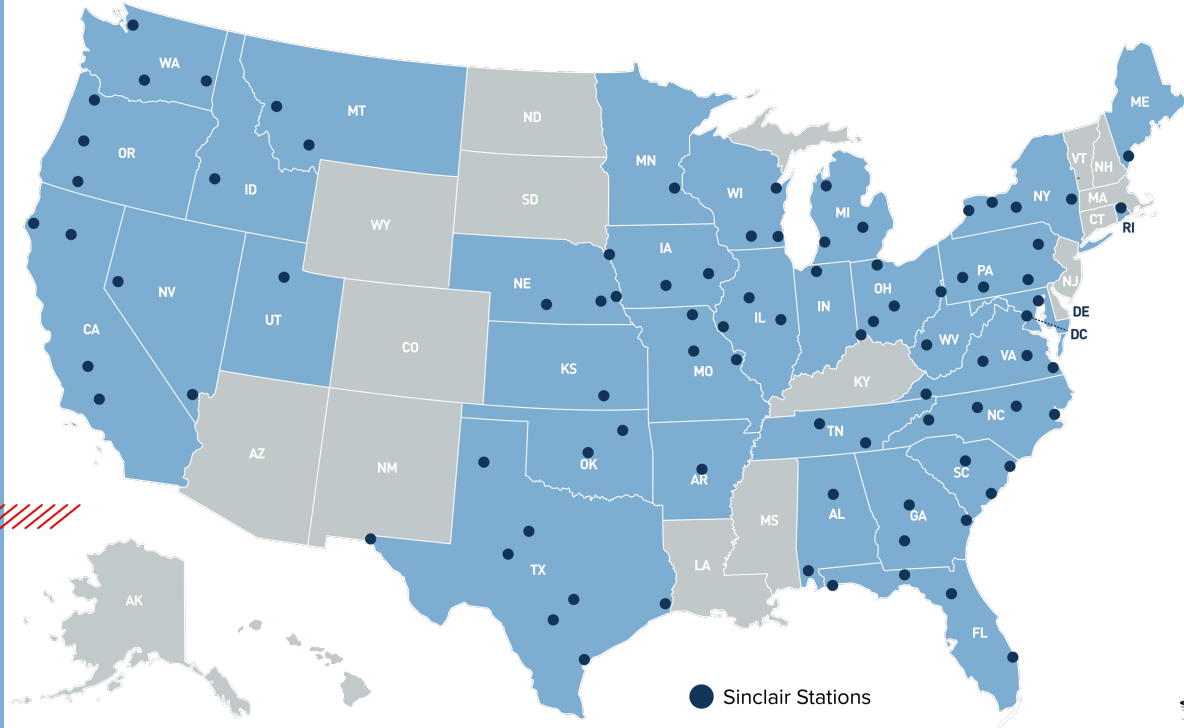 WA
MT
ND
ME
OR
ID
MN
VT
NH
SD
WI
NY
MA
WY
MI
CT
RI
IA
NE
PA
NJ
NV
OH
IL
IN
UT
DE
CA
DC
WV
CO
VA
KS
MO
KY
NC
TN
AZ
NM
OK
AR
SC
AL
GA
MS
TX
LA
AK
FL
Sinclair Stations